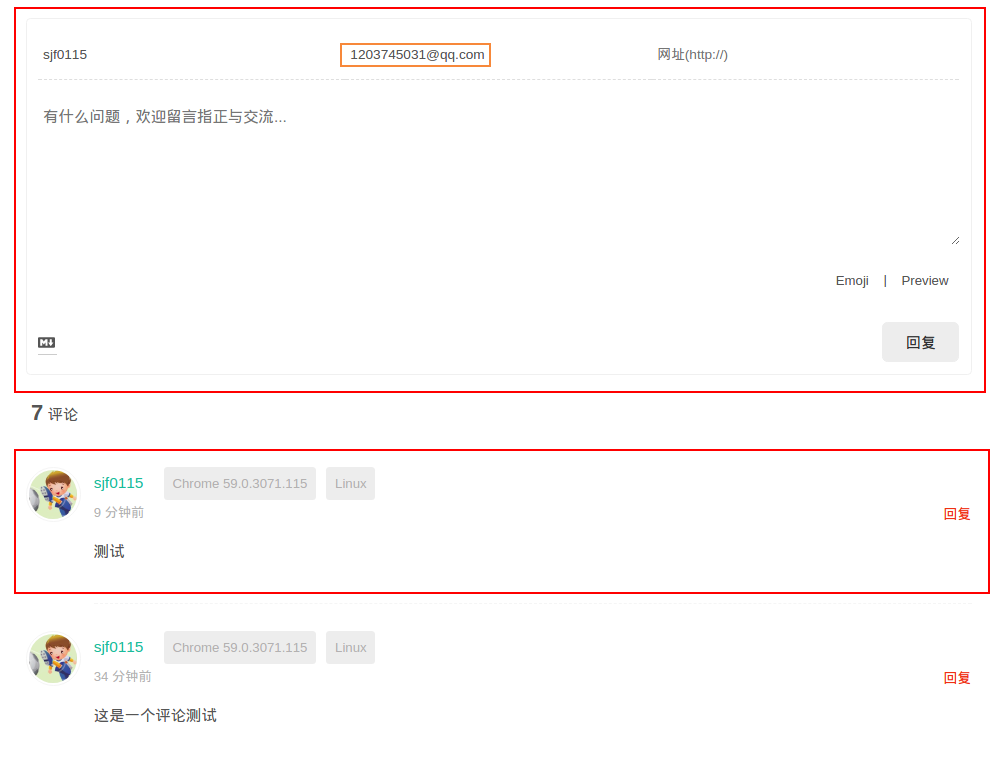 sjf0115 1203745031@qq.com 网址(http://)
有什么问题，欢迎留言指正与交流...
Emoji | Preview
M↓ 回复
7 评论
sjf0115 Chrome 59.0.3071.115 Linux
9 分钟前 回复
测试
sjf0115 Chrome 59.0.3071.115 Linux
34 分钟前 回复
这是一个评论测试